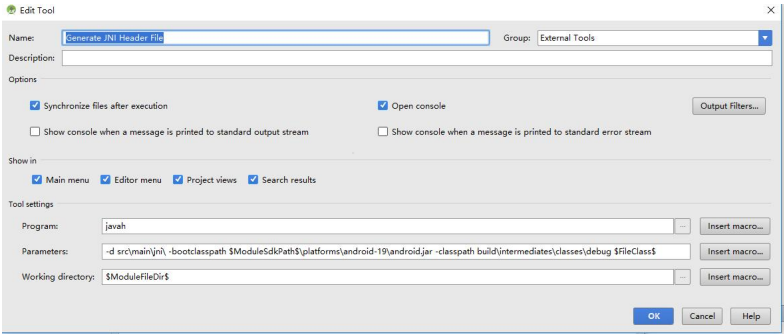 Edit Tool
Name: Generate JNI Header File Group: External Tools
Description:
Options
Synchronize files after execution Open console Output Filters...
Show console when a message is printed to standard output stream Show console when a message is printed to standard error stream
Show in
Main menu Editor menu Project views Search results
Tool settings
Program: javah ... Insert macro...
Parameters: -d src\main\jni\ -bootclasspath $ModuleSdkPath$\platforms\android-19\android.jar -classpath build\intermediates\classes\debug $FileClass$ Insert macro...
Working directory: $ModuleFileDir$ ... Insert macro...
OK Cancel Help